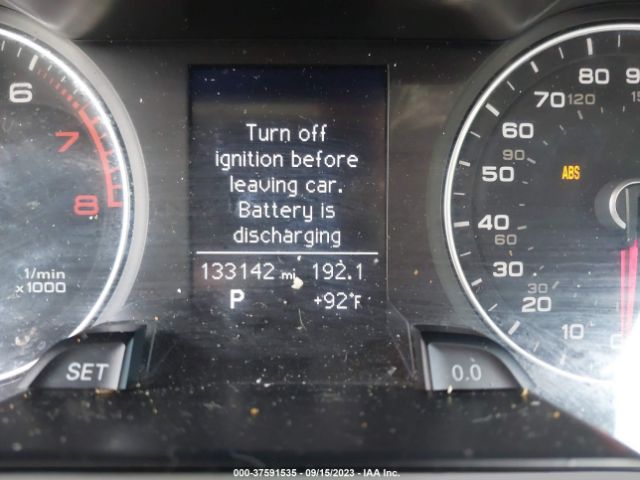 6
7
8
1/min
x1000
SET
Turn off
ignition before
leaving car.
Battery is
discharging
133142 mi 192.1
P +92°F
80 90
70 120
60
90
50
ABS
40
60
30
30
20
10
0.0
000-37591535 - 09/15/2023 - IAA Inc.